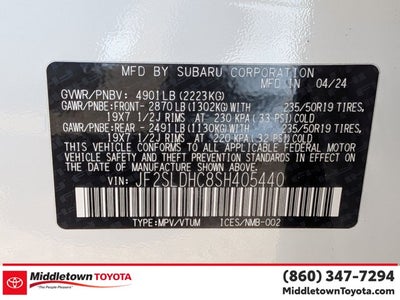 MFD. BY SUBARU CORPORATION
MFD IN 04/24
GVWR/PNBV: 4901LB(2223KG)
GAWR/PNBE:FRONT- 2870LB(1302KG)WITH 235/50R19 TIRES,
19X7 1/2J RIMS AT 230 KPA (33 PSI)COLD
GAWR/PNBE:REAR - 2491LB(1130KG)WITH 235/50R19 TIRES,
19X7 1/2J RIMS AT 220 KPA (32 PSI)COLD
THIS VEHICLE CONFORMS TO ALL APPLICABLE
FEDERAL MOTOR VEHICLE SAFETY STANDARDS IN EFFECT ON THE
DATE OF MANUFACTURE SHOWN ABOVE.
VIN: JF2SLDHC8SH405440
TYPE:MPV/VTUM ICES/NMB-002
Middletown TOYOTA
"The People Pleasers"
(860) 347-7294
MiddletownToyota.com